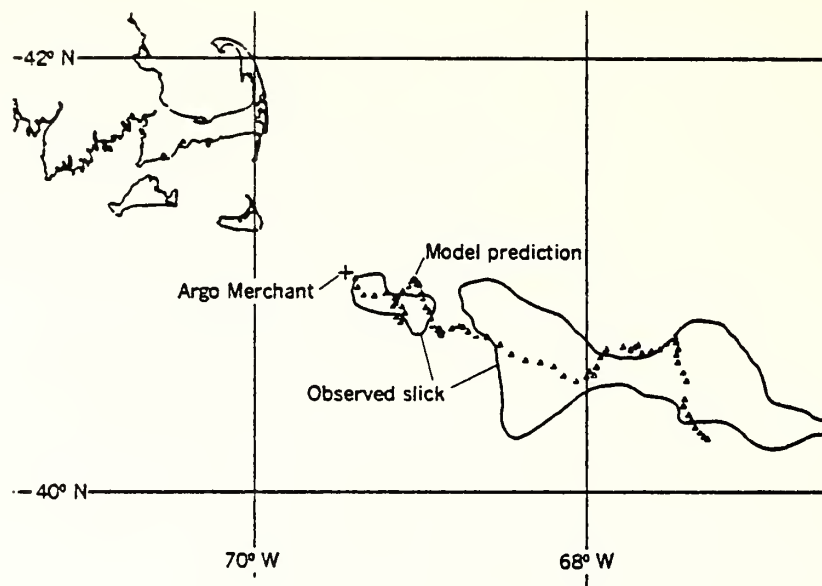 42° N
Model prediction
Argo Merchant
Observed slick
40° N
70° W
68° W